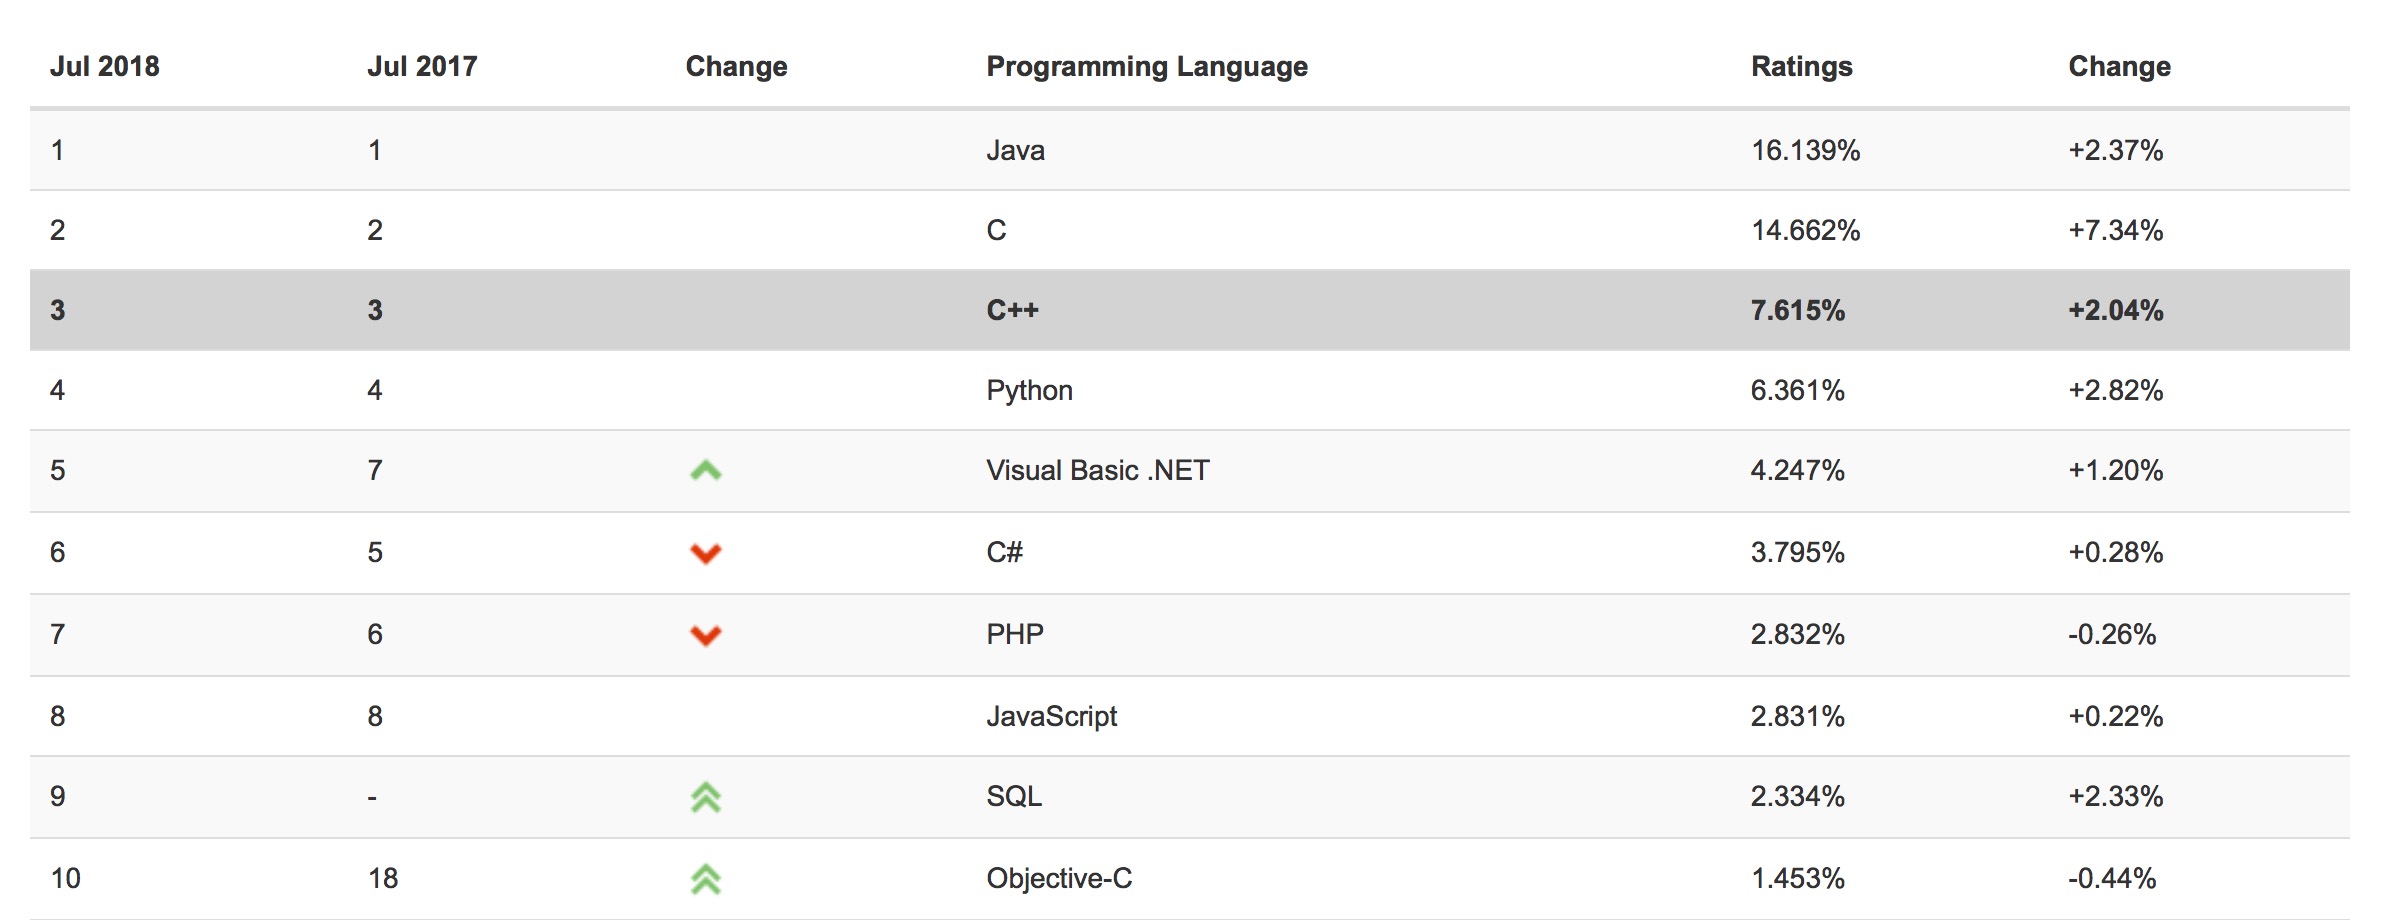 Jul 2018 Jul 2017 Change Programming Language Ratings Change
1 1 Java 16.139% +2.37%
2 2 C 14.662% +7.34%
3 3 C++ 7.615% +2.04%
4 4 Python 6.361% +2.82%
5 7 Visual Basic .NET 4.247% +1.20%
6 5 C# 3.795% +0.28%
7 6 PHP 2.832% -0.26%
8 8 JavaScript 2.831% +0.22%
9 - SQL 2.334% +2.33%
10 18 Objective-C 1.453% -0.44%